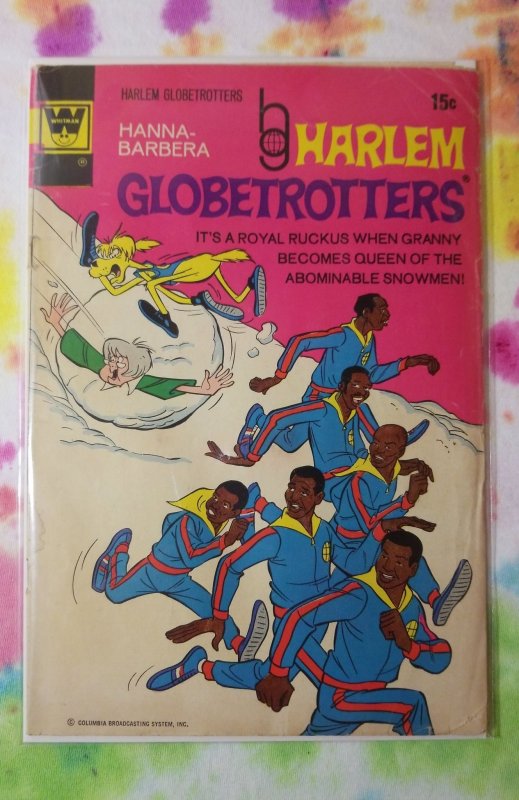 WHITMAN
®
HARLEM GLOBETROTTERS
15¢
HANNA-
BARBERA
hg
HARLEM
GLOBETROTTERS®
IT'S A ROYAL RUCKUS WHEN GRANNY
BECOMES QUEEN OF THE
ABOMINABLE SNOWMEN!
© COLUMBIA BROADCASTING SYSTEM, INC.